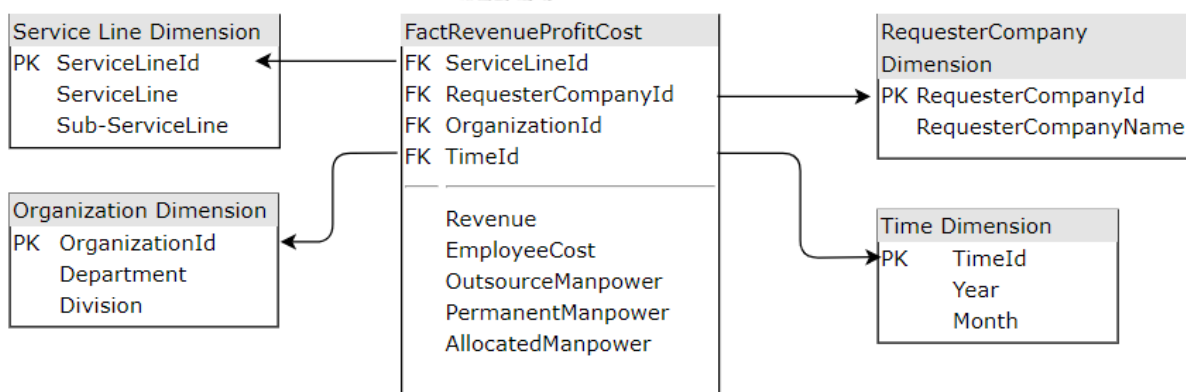 Service Line Dimension
PK ServiceLineId
ServiceLine
Sub-ServiceLine
Organization Dimension
PK OrganizationId
Department
Division
FactRevenueProfitCost
FK ServiceLineId
FK RequesterCompanyId
FK OrganizationId
FK TimeId
Revenue
EmployeeCost
OutsourceManpower
PermanentManpower
AllocatedManpower
RequesterCompany
Dimension
PK RequesterCompanyId
RequesterCompanyName
Time Dimension
PK TimeId
Year
Month